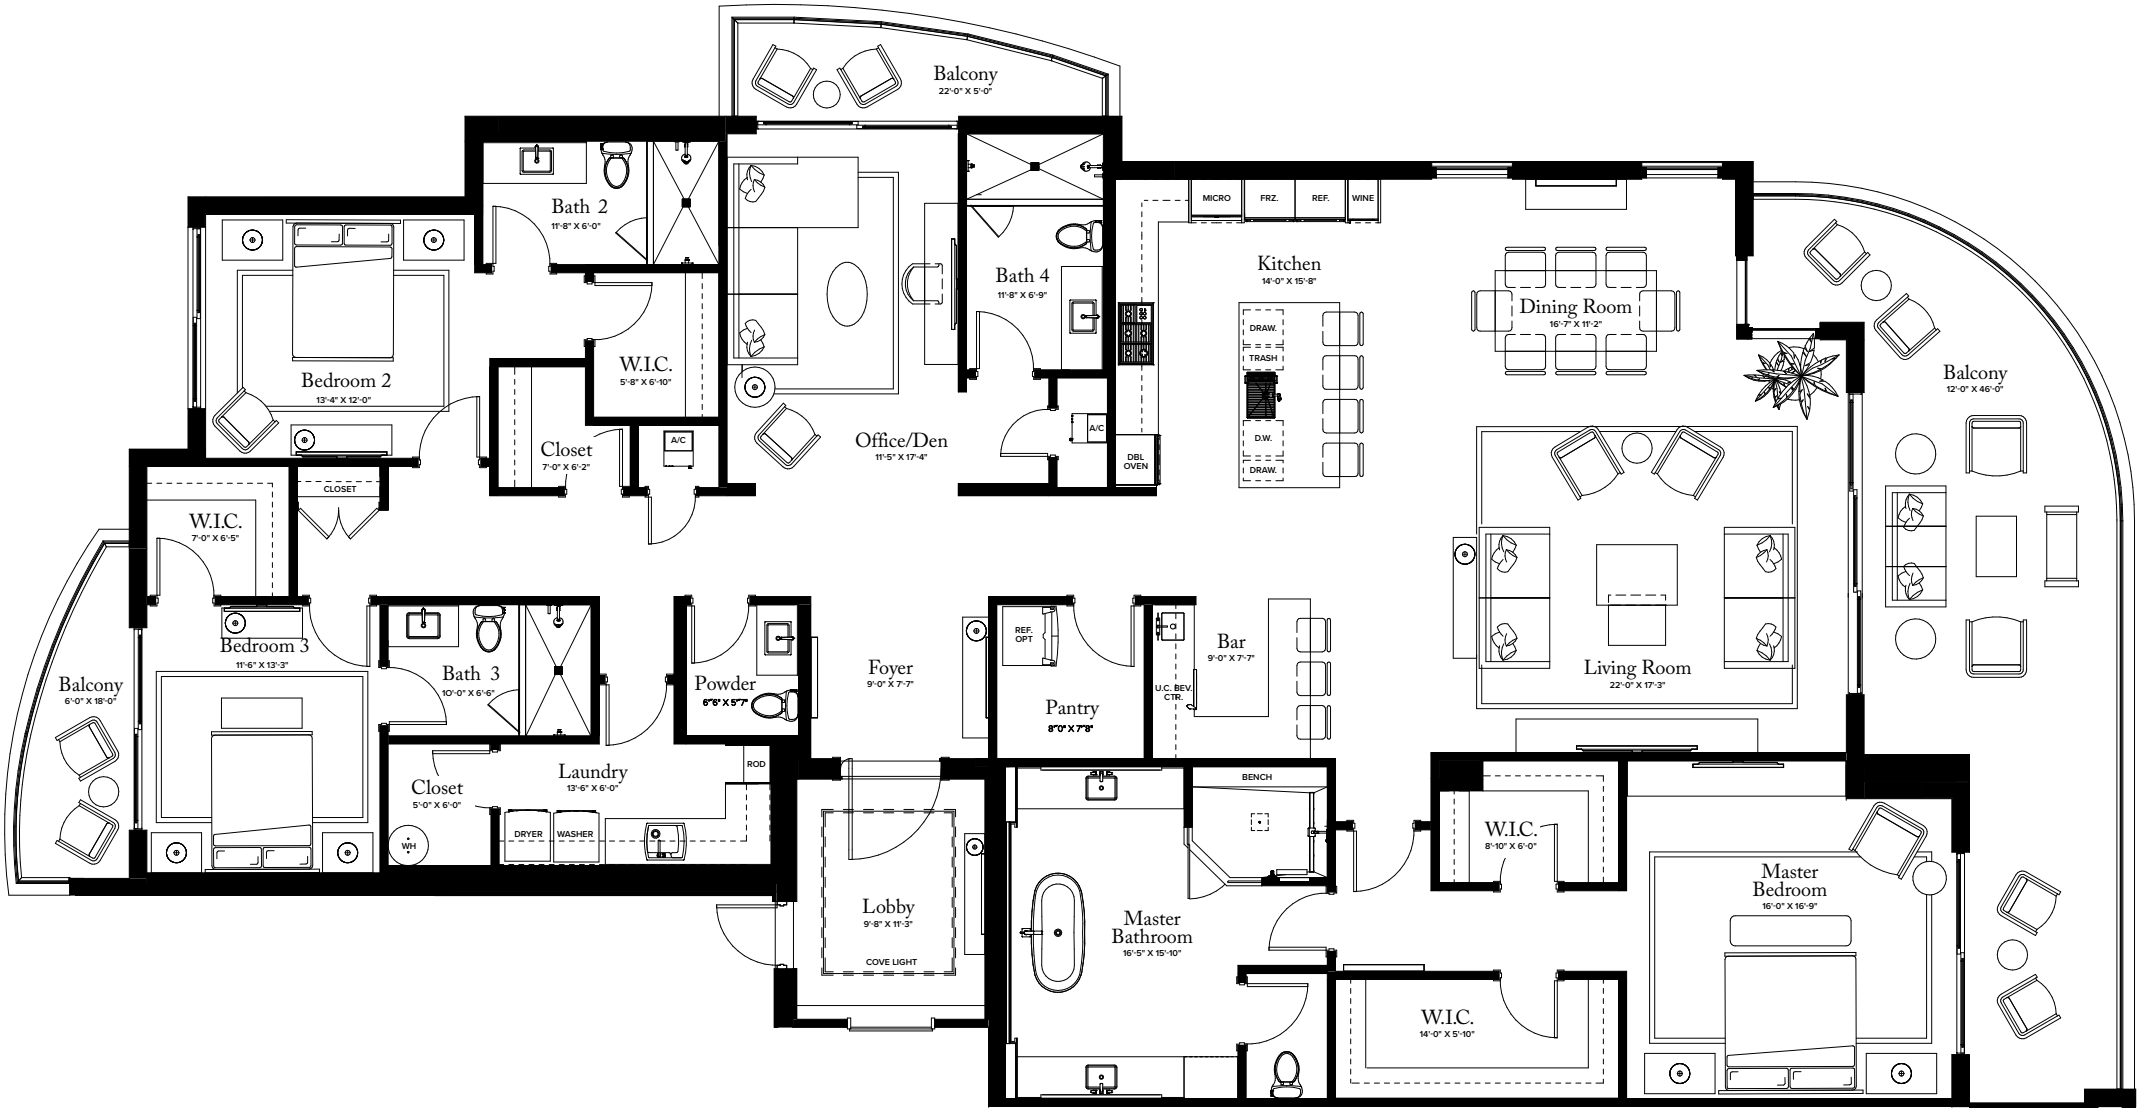 Balcony
22'-0" X 5'-0"
Bath 2
11'-8" X 6'-0"
MICRO
FRZ.
REF.
WINE
Kitchen
14'-0" X 15'-8"
Bath 4
11'-8" X 6'-9"
Dining Room
16'-7" X 11'-2"
DRAW.
TRASH
D.W.
DRAW.
DBL
OVEN
Bedroom 2
13'-4" X 12'-0"
W.I.C.
5'-8" X 6'-10"
Balcony
12'-0" X 46'-0"
Closet
7'-0" X 6'-2"
A/C
Office/Den
11'-5" X 17'-4"
A/C
CLOSET
W.I.C.
7'-0" X 6'-5"
Bedroom 3
11'-6" X 13'-3"
Bath 3
10'-0" X 6'-6"
Balcony
6'-0" X 18'-0"
Powder
6'6" X 5'7"
Foyer
9'-0" X 7'-7"
REF.
OPT
Pantry
8'0" X 7'8"
Bar
9'-0" X 7'-7"
U.C. BEV.
CTR.
Living Room
22'-0" X 17'-3"
Closet
5'-0" X 6'-0"
WH
Laundry
13'-6" X 6'-0"
ROD
DRYER
WASHER
BENCH
W.I.C.
8'-10" X 6'-0"
Master
Bedroom
16'-0" X 16'-9"
Lobby
9'-8" X 11'-3"
COVE LIGHT
Master
Bathroom
16'-5" X 15'-10"
W.I.C.
14'-0" X 5'-10"